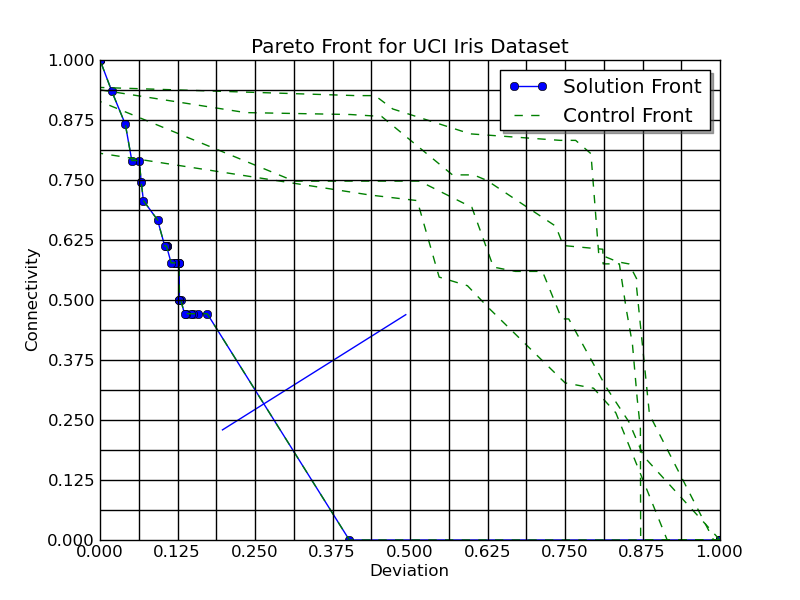 Pareto Front for UCI Iris Dataset
Solution Front
Control Front
Connectivity
1.000
0.875
0.750
0.625
0.500
0.375
0.250
0.125
0.000
0.000 0.125 0.250 0.375 0.500 0.625 0.750 0.875 1.000
Deviation